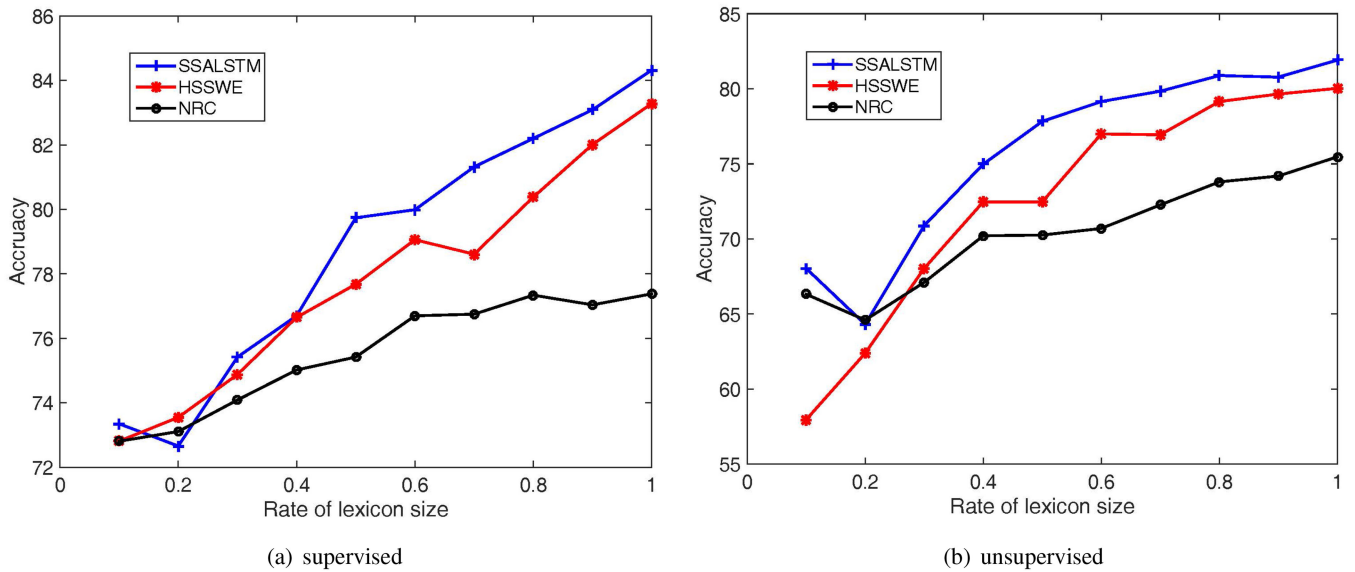 86
84
82
80
78
76
74
72
Accruacy
SSALSTM
HSSWE
NRC
0
0.2
0.4
0.6
0.8
1
Rate of lexicon size
(a) supervised
85
80
75
70
65
60
55
Accuracy
SSALSTM
HSSWE
NRC
0
0.2
0.4
0.6
0.8
1
Rate of lexicon size
(b) unsupervised